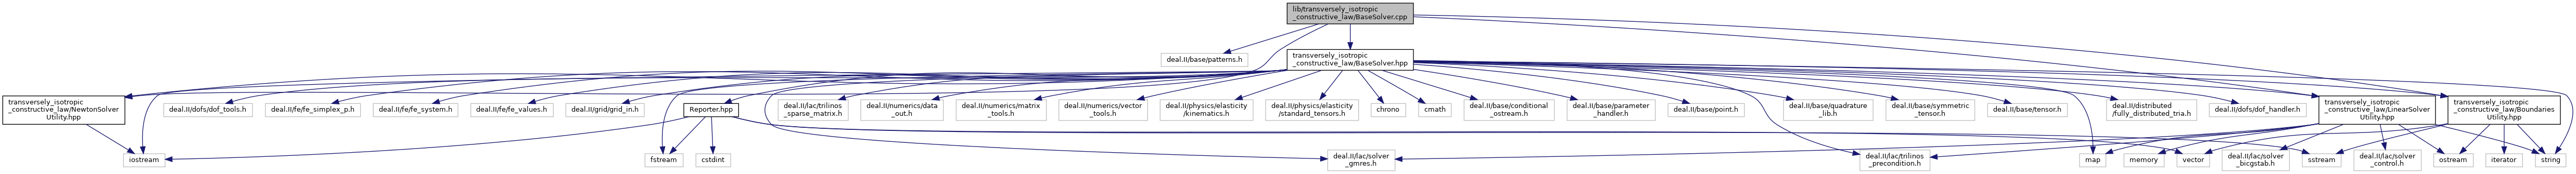 lib/transversely_isotropic
_constructive_law/BaseSolver.cpp
deal.II/base/patterns.h
transversely_isotropic
_constructive_law/BaseSolver.hpp
transversely_isotropic
_constructive_law/NewtonSolver
Utility.hpp
deal.II/dofs/dof_tools.h
deal.II/fe/fe_simplex_p.h
deal.II/fe/fe_system.h
deal.II/fe/fe_values.h
deal.II/grid/grid_in.h
Reporter.hpp
deal.II/lac/trilinos
_sparse_matrix.h
deal.II/numerics/data
_out.h
deal.II/numerics/matrix
_tools.h
deal.II/numerics/vector
_tools.h
deal.II/physics/elasticity
/kinematics.h
deal.II/physics/elasticity
/standard_tensors.h
chrono
cmath
deal.II/base/conditional
_ostream.h
deal.II/base/parameter
_handler.h
deal.II/base/point.h
deal.II/base/quadrature
_lib.h
deal.II/base/symmetric
_tensor.h
deal.II/base/tensor.h
deal.II/distributed
/fully_distributed_tria.h
deal.II/dofs/dof_handler.h
transversely_isotropic
_constructive_law/LinearSolver
Utility.hpp
transversely_isotropic
_constructive_law/Boundaries
Utility.hpp
iostream
fstream
cstdint
deal.II/lac/solver
_gmres.h
deal.II/lac/trilinos
_precondition.h
map
memory
vector
deal.II/lac/solver
_bicgstab.h
sstream
deal.II/lac/solver
_control.h
ostream
iterator
string